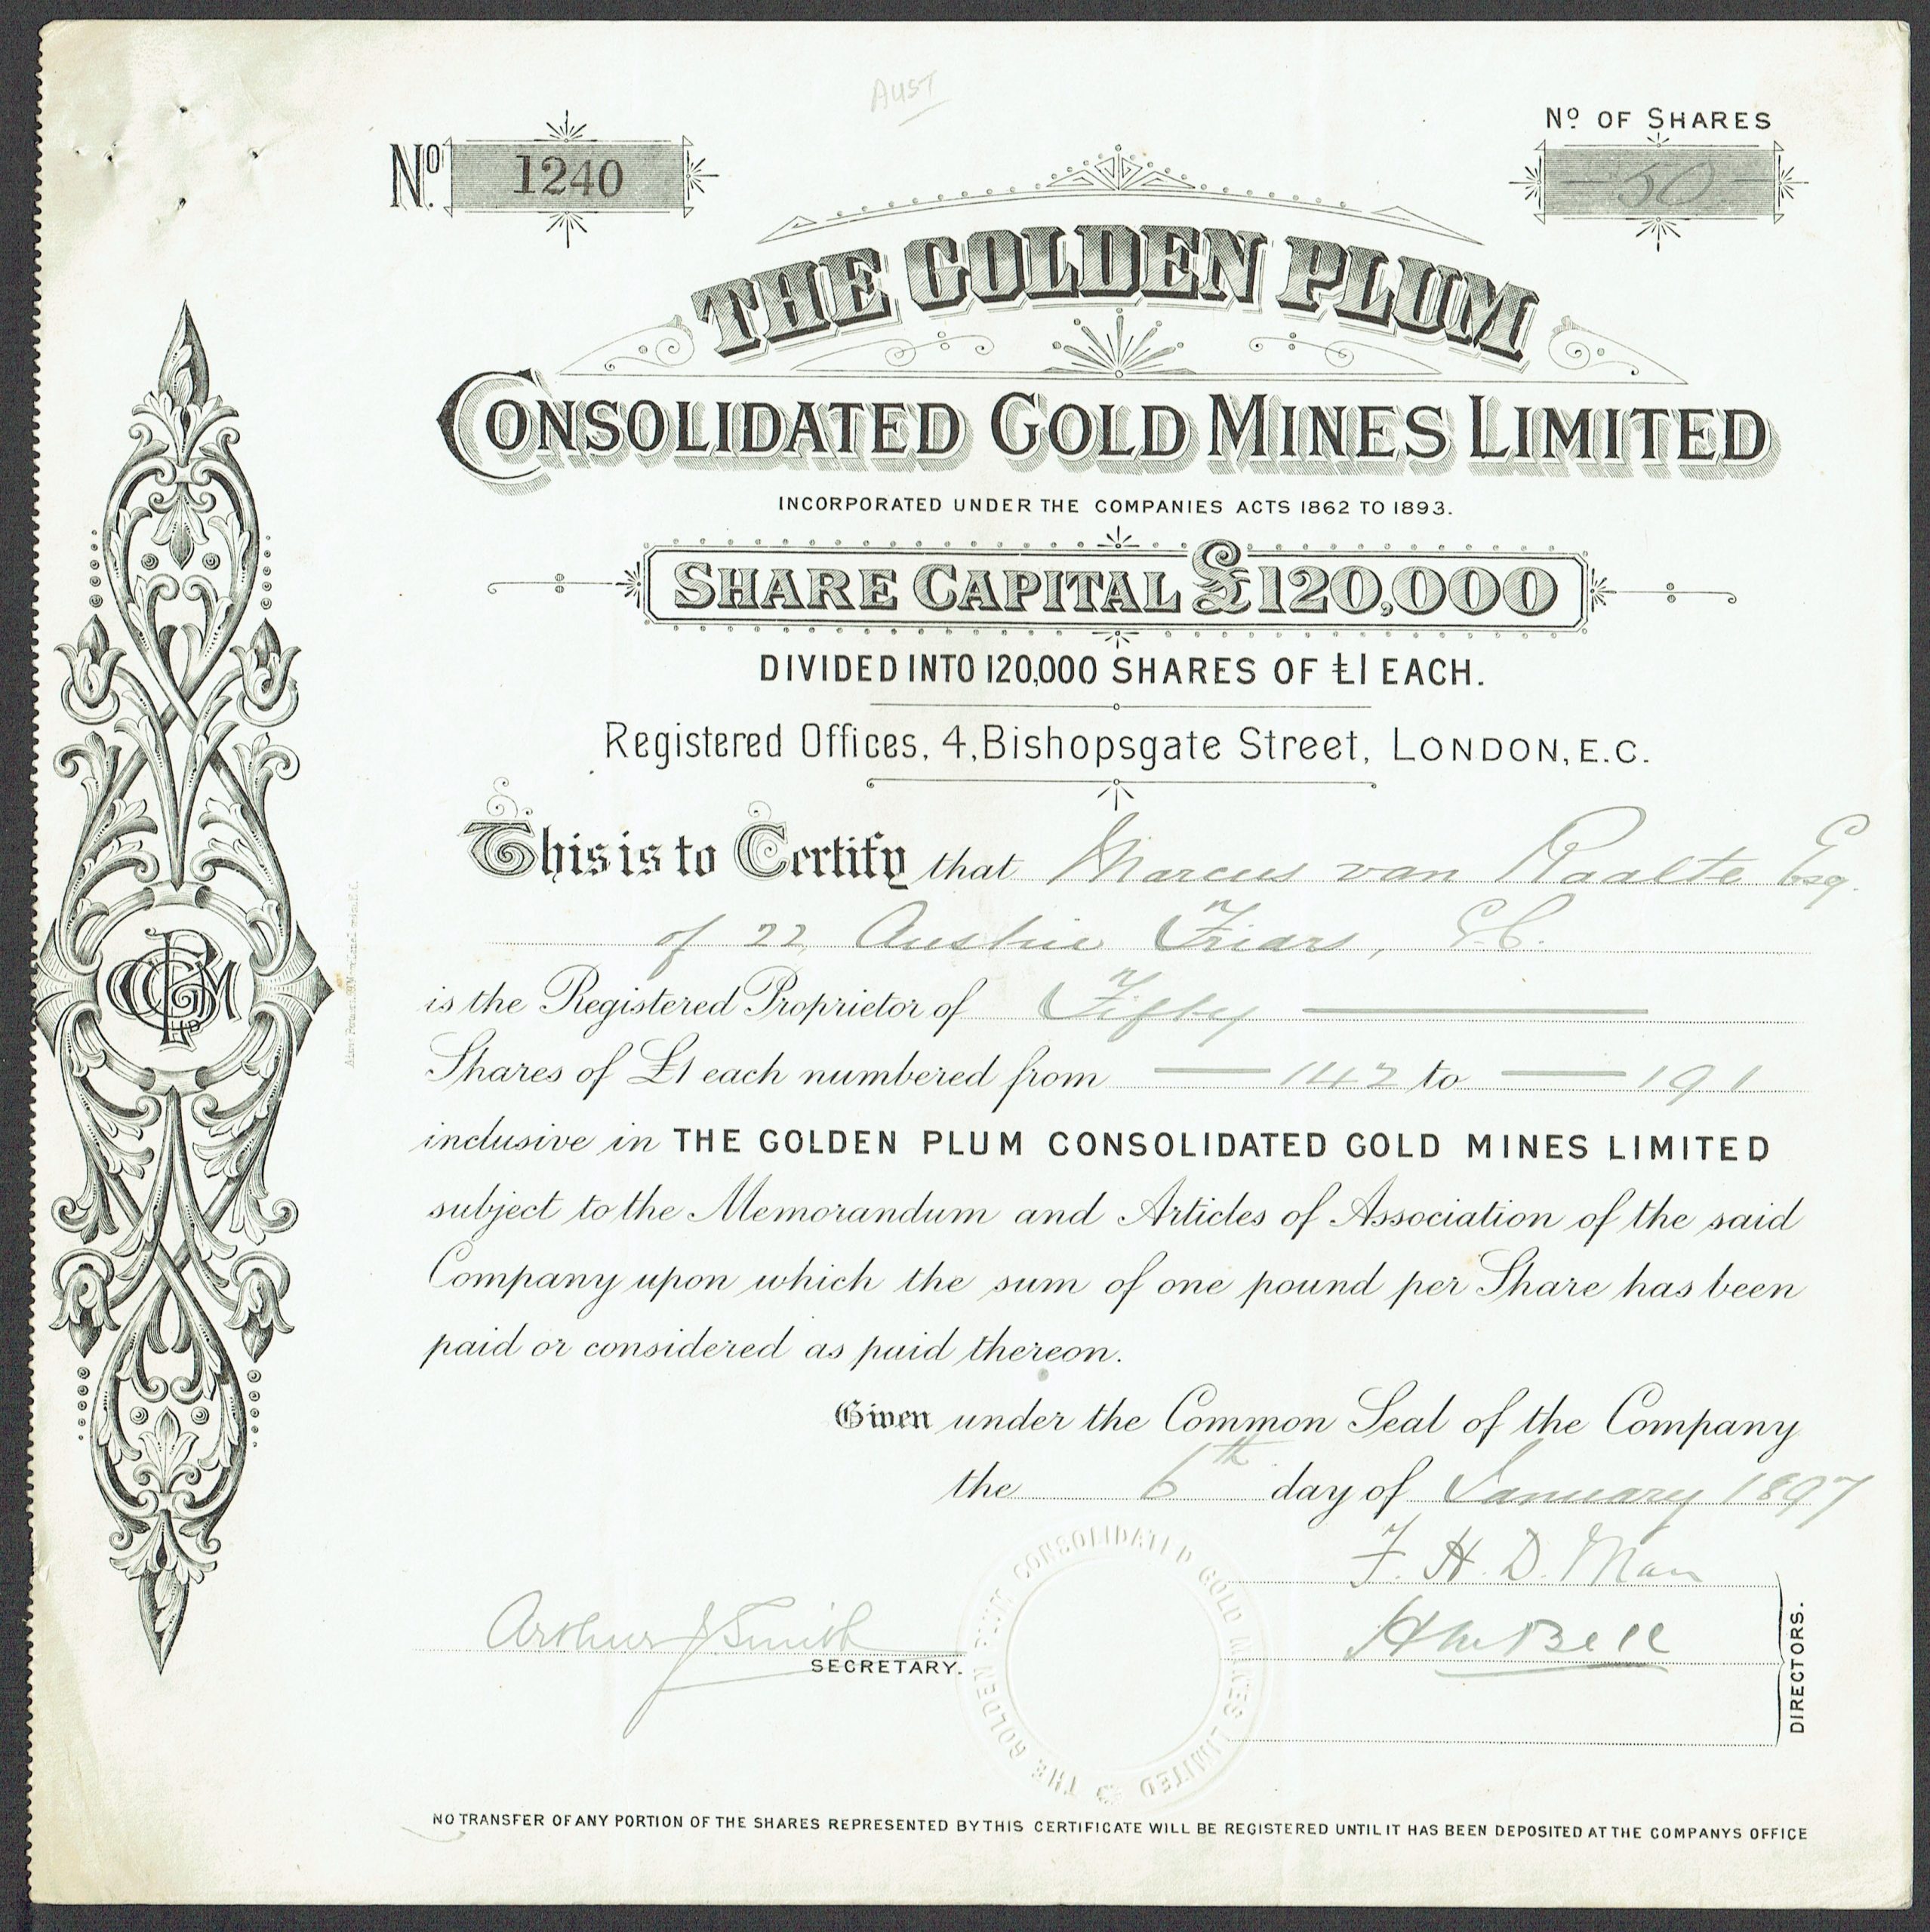 AUST
Nº OF SHARES
Nº. 1240
- 50 -
THE GOLDEN PLUM
CONSOLIDATED GOLD MINES LIMITED
INCORPORATED UNDER THE COMPANIES ACTS 1862 TO 1893.
SHARE CAPITAL £120,000
DIVIDED INTO 120,000 SHARES OF £1 EACH.
Registered Offices, 4, Bishopsgate Street, LONDON, E.C.
This is to Certify that Marcus van Raalte Esq.
of 22, Austin Friars, E.C.
is the Registered Proprietor of Fifty
Shares of £1 each numbered from — 142 to — 191
inclusive in THE GOLDEN PLUM CONSOLIDATED GOLD MINES LIMITED
subject to the Memorandum and Articles of Association of the said
Company upon which the sum of one pound per Share has been
paid or considered as paid thereon.
Given under the Common Seal of the Company
the 6th day of January 1897
F. H. D. Man
Arthur J Smith
SECRETARY.
Bell
DIRECTORS.
THE GOLDEN PLUM CONSOLIDATED GOLD MINES LIMITED
NO TRANSFER OF ANY PORTION OF THE SHARES REPRESENTED BY THIS CERTIFICATE WILL BE REGISTERED UNTIL IT HAS BEEN DEPOSITED AT THE COMPANYS OFFICE